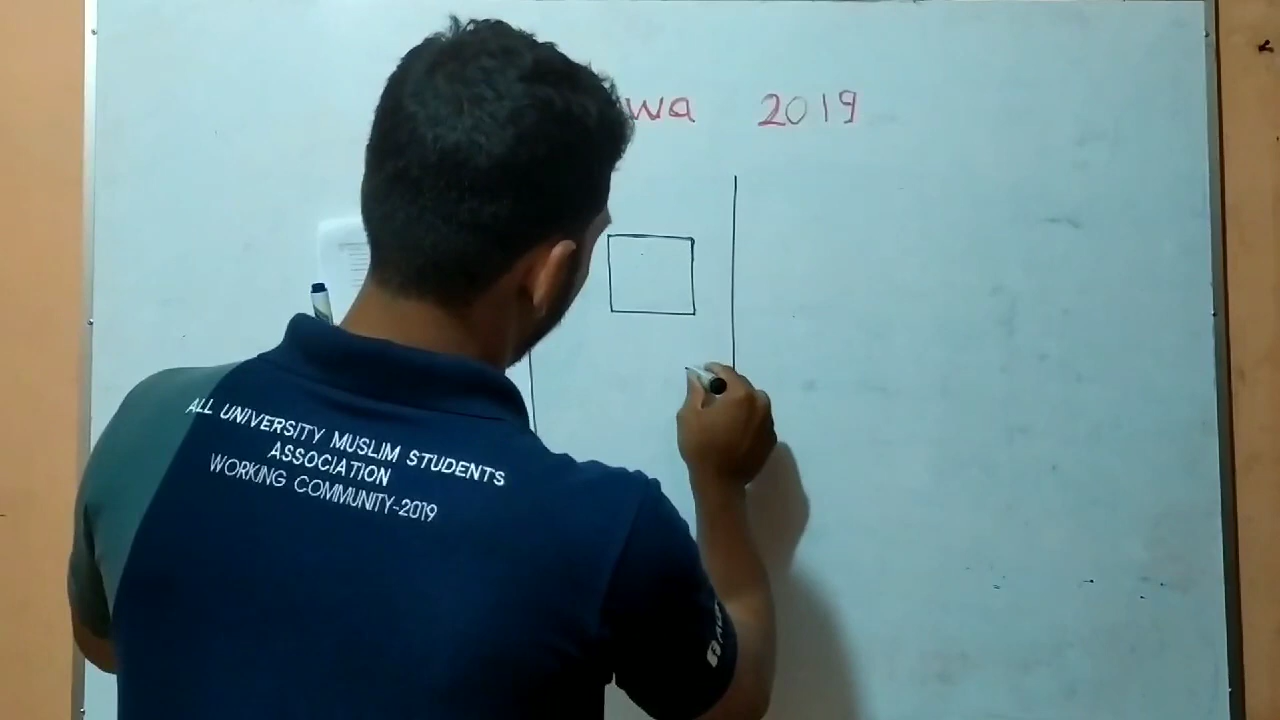 wa 2019
ALL UNIVERSITY MUSLIM STUDENTS
ASSOCIATION
WORKING COMMUNITY-2019